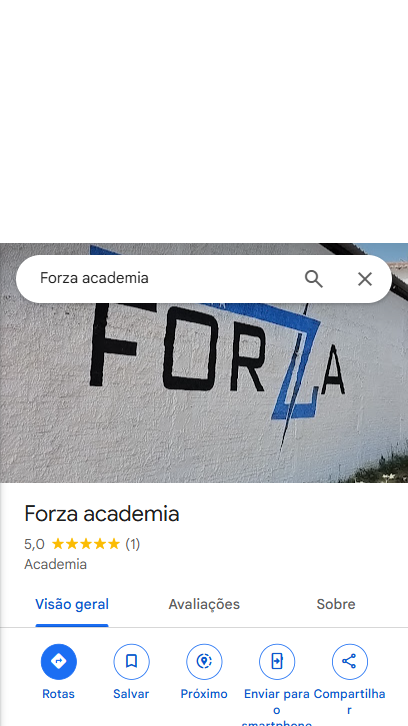 Forza academia
FORZA
Forza academia
5,0 (1)
Academia
Visão geral Avaliações Sobre
Rotas Salvar Próximo Enviar para o smartphone Compartilhar